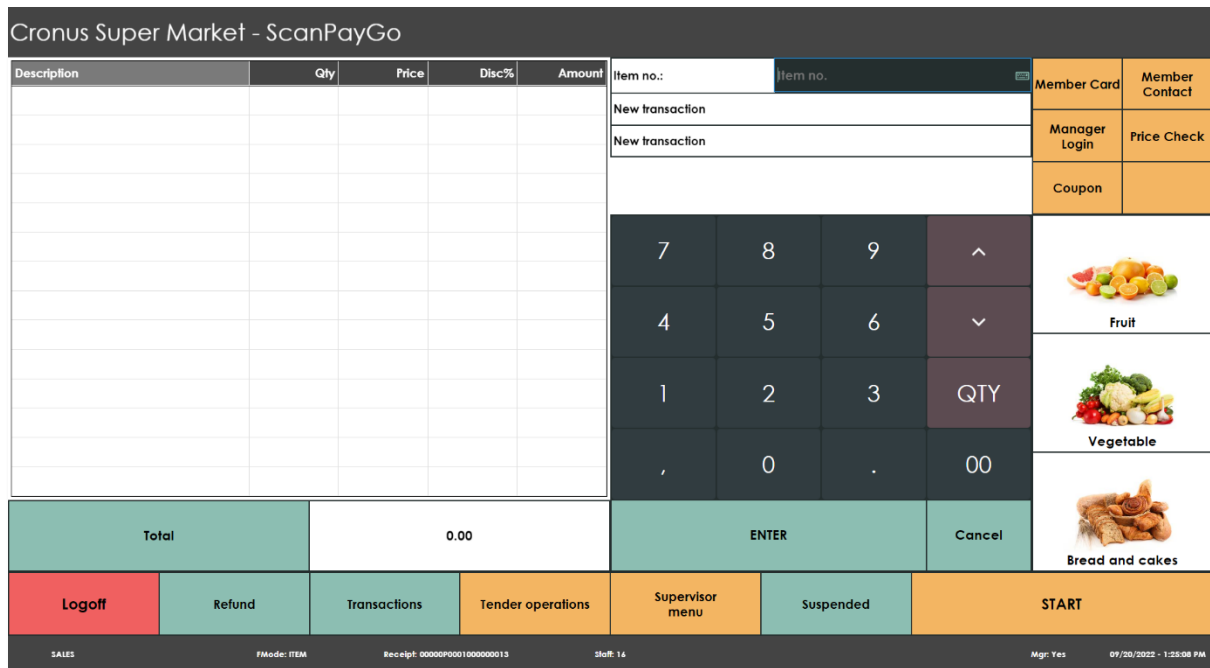 Cronus Super Market - ScanPayGo
Description Qty Price Disc% Amount
Item no.: Item no.
New transaction
New transaction
Member Card
Member
Contact
Manager
Login
Price Check
Coupon
7 8 9
4 5 6
1 2 3 QTY
, 0 . 00
Fruit
Vegetable
Bread and cakes
Total 0.00 ENTER Cancel
Logoff Refund Transactions Tender operations
Supervisor
menu
Suspended START
SALES FMode: ITEM Receipt: 00000P0001000000013 Staff: 16 Mgr: Yes 09/20/2022 - 1:25:08 PM